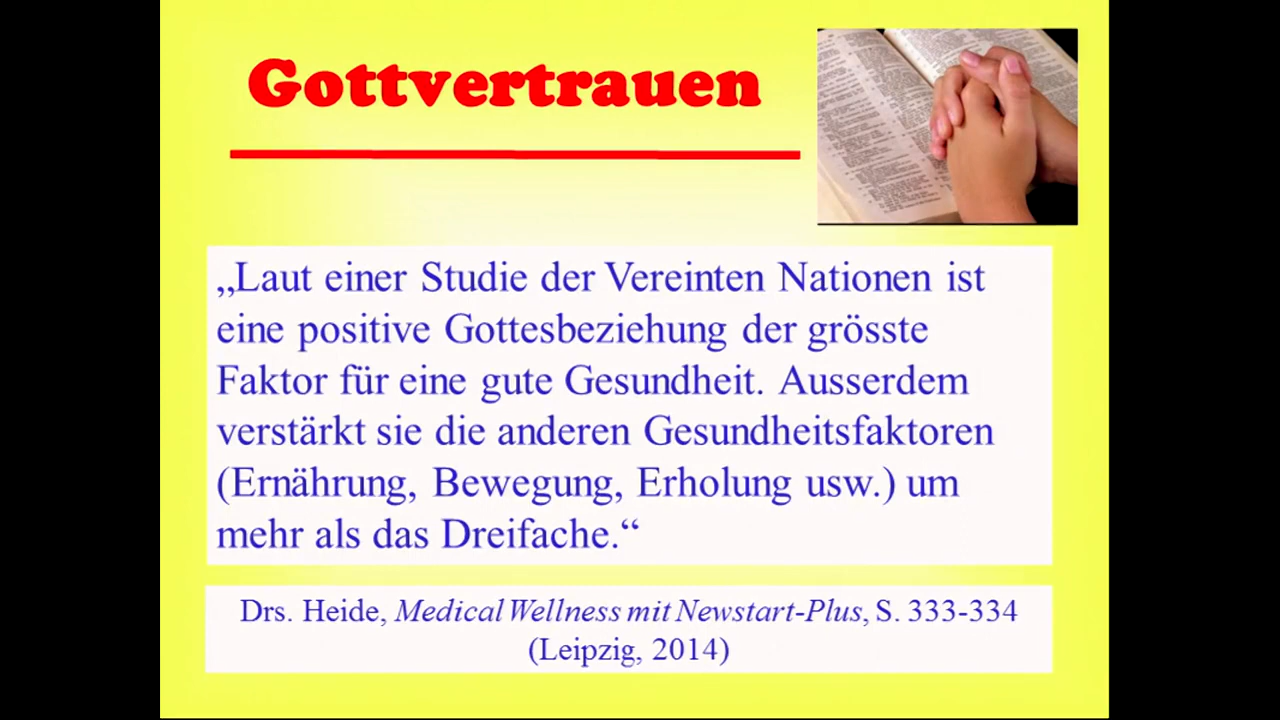 Gottvertrauen
„Laut einer Studie der Vereinten Nationen ist
eine positive Gottesbeziehung der grösste
Faktor für eine gute Gesundheit. Ausserdem
verstärkt sie die anderen Gesundheitsfaktoren
(Ernährung, Bewegung, Erholung usw.) um
mehr als das Dreifache.“
Drs. Heide, Medical Wellness mit Newstart-Plus, S. 333-334
(Leipzig, 2014)